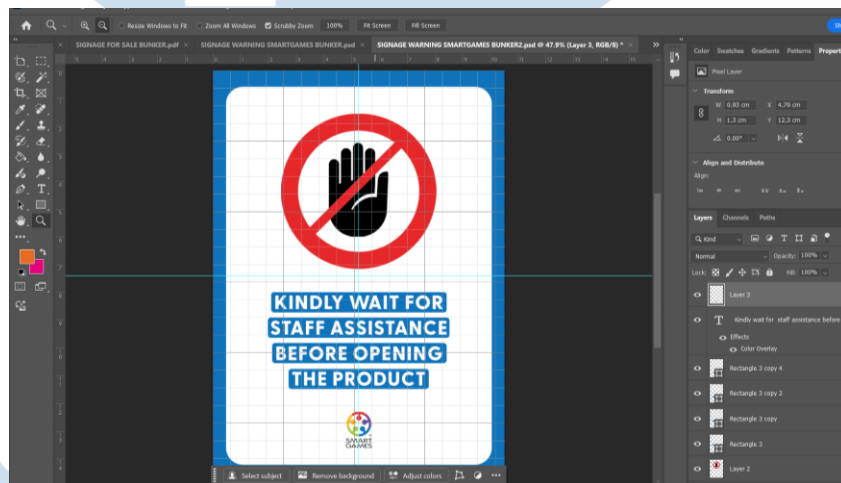 Resize Windows to Fit
Zoom All Windows
Scrubby Zoom
100%
Fit Screen
Fill Screen
SIGNAGE FOR SALE BUNKER.pdf ×
SIGNAGE WARNING SMARTGAMES BUNKER.psd ×
SIGNAGE WARNING SMARTGAMES BUNKER2.psd @ 47.9% (Layer 3, RGB/8) * ×
KINDLY WAIT FOR
STAFF ASSISTANCE
BEFORE OPENING
THE PRODUCT
SMART
GAMES
Select subject
Remove background
Adjust colors
Color
Swatches
Gradients
Patterns
Pixel Layer
Transform
W 0.93 cm
X 4.79 cm
H 1.3 cm
Y 12.3 cm
0.00°
Align and Distribute
Align:
Layers
Channels
Paths
Kind
Normal
Opacity: 100%
Lock:
Fill: 100%
Layer 3
T Kindly wait for staff assistance before
Effects
Color Overlay
Rectangle 3 copy 4
Rectangle 3 copy 2
Rectangle 3 copy
Rectangle 3
Layer 2